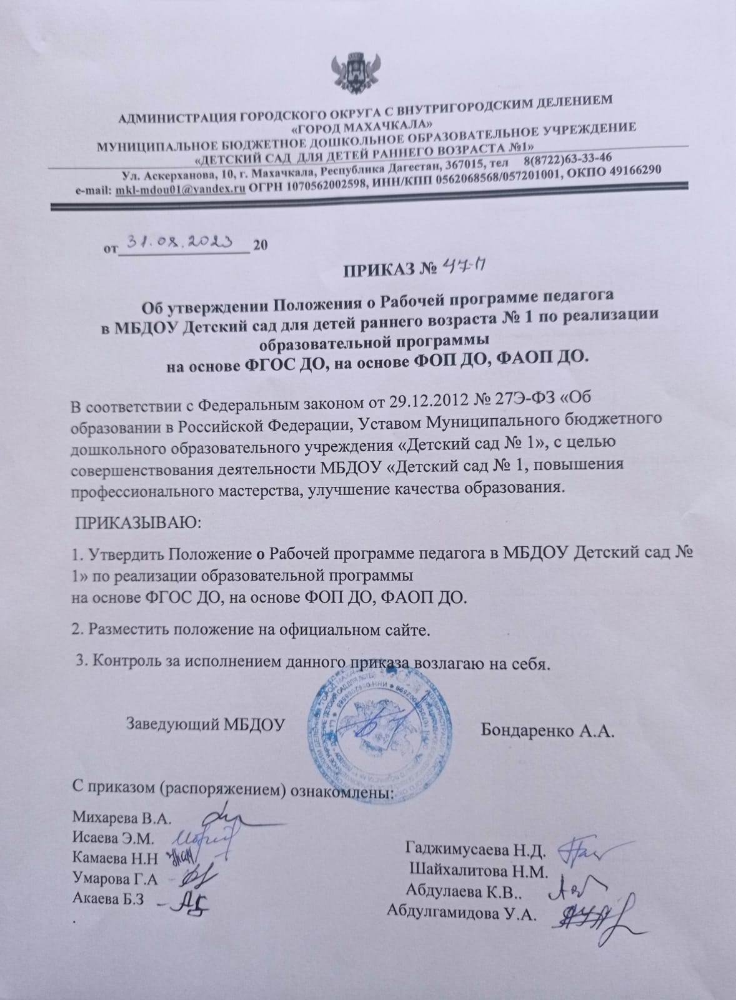 АДМИНИСТРАЦИЯ ГОРОДСКОГО ОКРУГА С ВНУТРИГОРОДСКИМ ДЕЛЕНИЕМ
«ГОРОД МАХАЧКАЛА»
МУНИЦИПАЛЬНОЕ БЮДЖЕТНОЕ ДОШКОЛЬНОЕ ОБРАЗОВАТЕЛЬНОЕ УЧРЕЖДЕНИЕ
«ДЕТСКИЙ САД ДЛЯ ДЕТЕЙ РАННЕГО ВОЗРАСТА №1»
Ул. Аскерханова, 10, г. Махачкала, Республика Дагестан, 367015, тел 8(8722)63-33-46
e-mail: mkl-mdou01@yandex.ru ОГРН 1070562002598, ИНН/КПП 0562068568/057201001, ОКПО 49166290
от 31.08.2023 20
ПРИКАЗ № 47-П
Об утверждении Положения о Рабочей программе педагога
в МБДОУ Детский сад для детей раннего возраста № 1 по реализации
образовательной программы
на основе ФГОС ДО, на основе ФОП ДО, ФАОП ДО.
В соответствии с Федеральным законом от 29.12.2012 № 27Э-ФЗ «Об
образовании в Российской Федерации, Уставом Муниципального бюджетного
дошкольного образовательного учреждения «Детский сад № 1», с целью
совершенствования деятельности МБДОУ «Детский сад № 1, повышения
профессионального мастерства, улучшение качества образования.
ПРИКАЗЫВАЮ:
1. Утвердить Положение о Рабочей программе педагога в МБДОУ Детский сад №
1» по реализации образовательной программы
на основе ФГОС ДО, на основе ФОП ДО, ФАОП ДО.
2. Разместить положение на официальном сайте.
3. Контроль за исполнением данного приказа возлагаю на себя.
Заведующий МБДОУ Бондаренко А.А.
С приказом (распоряжением) ознакомлены:
Михарева В.А.
Исаева Э.М.
Камаева Н.Н
Умарова Г.А
Акаева Б.З
.
Гаджимусаева Н.Д.
Шайхалитова Н.М.
Абдулаева К.В..
Абдулгамидова У.А.